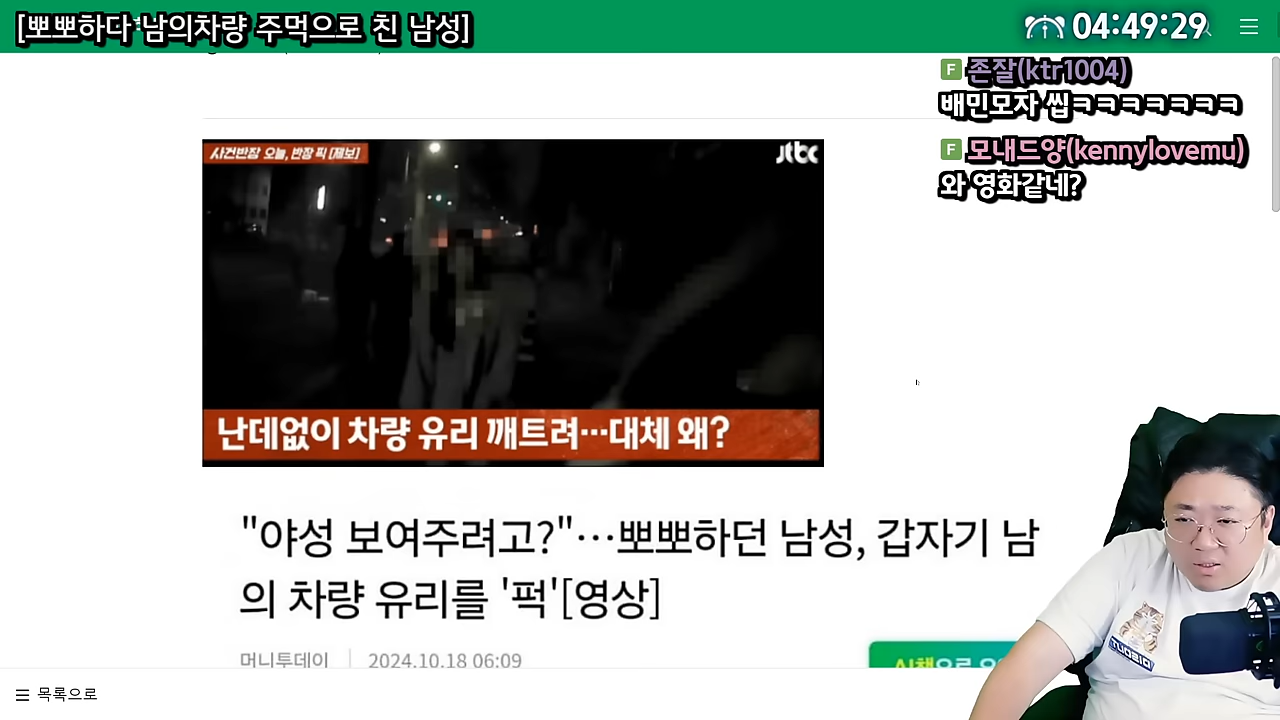 [뽀뽀하다 남의차량 주먹으로 친 남성]
04:49:29
F 존잘(ktr1004)
배민모자 씹ㅋㅋㅋㅋㅋㅋㅋ
F 모내드양(kennylovemu)
와 영화같네?
사건반장 오늘, 반장 픽 [제보]
jtbc
난데없이 차량 유리 깨트려…대체 왜?
"야성 보여주려고?"…뽀뽀하던 남성, 갑자기 남
의 차량 유리를 '퍽'[영상]
머니투데이
2024.10.18 06:09
목록으로